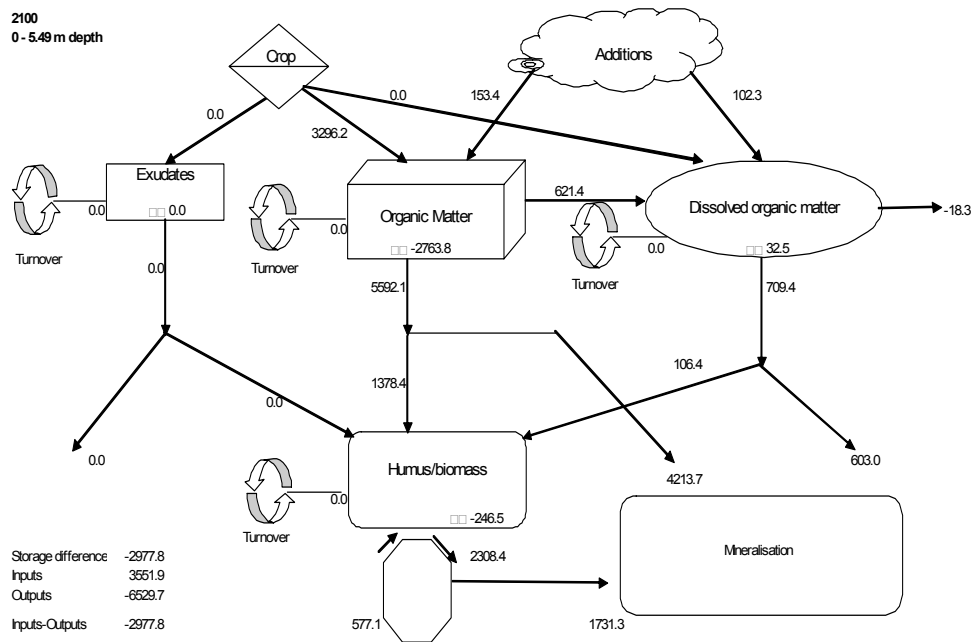 2100
0 - 5.49 m depth
Crop
Additions
0.0
153.4
102.3
0.0
3296.2
Exudates
□□ 0.0
0.0
Turnover
Organic Matter
□□ -2763.8
0.0
Turnover
621.4
Dissolved organic matter
□□ 32.5
0.0
Turnover
-18.3
0.0
5592.1
709.4
1378.4
106.4
0.0
0.0
Humus/biomass
□□ -246.5
0.0
Turnover
4213.7
603.0
Mineralisation
2308.4
577.1
1731.3
Storage difference -2977.8
Inputs 3551.9
Outputs -6529.7
Inputs-Outputs -2977.8